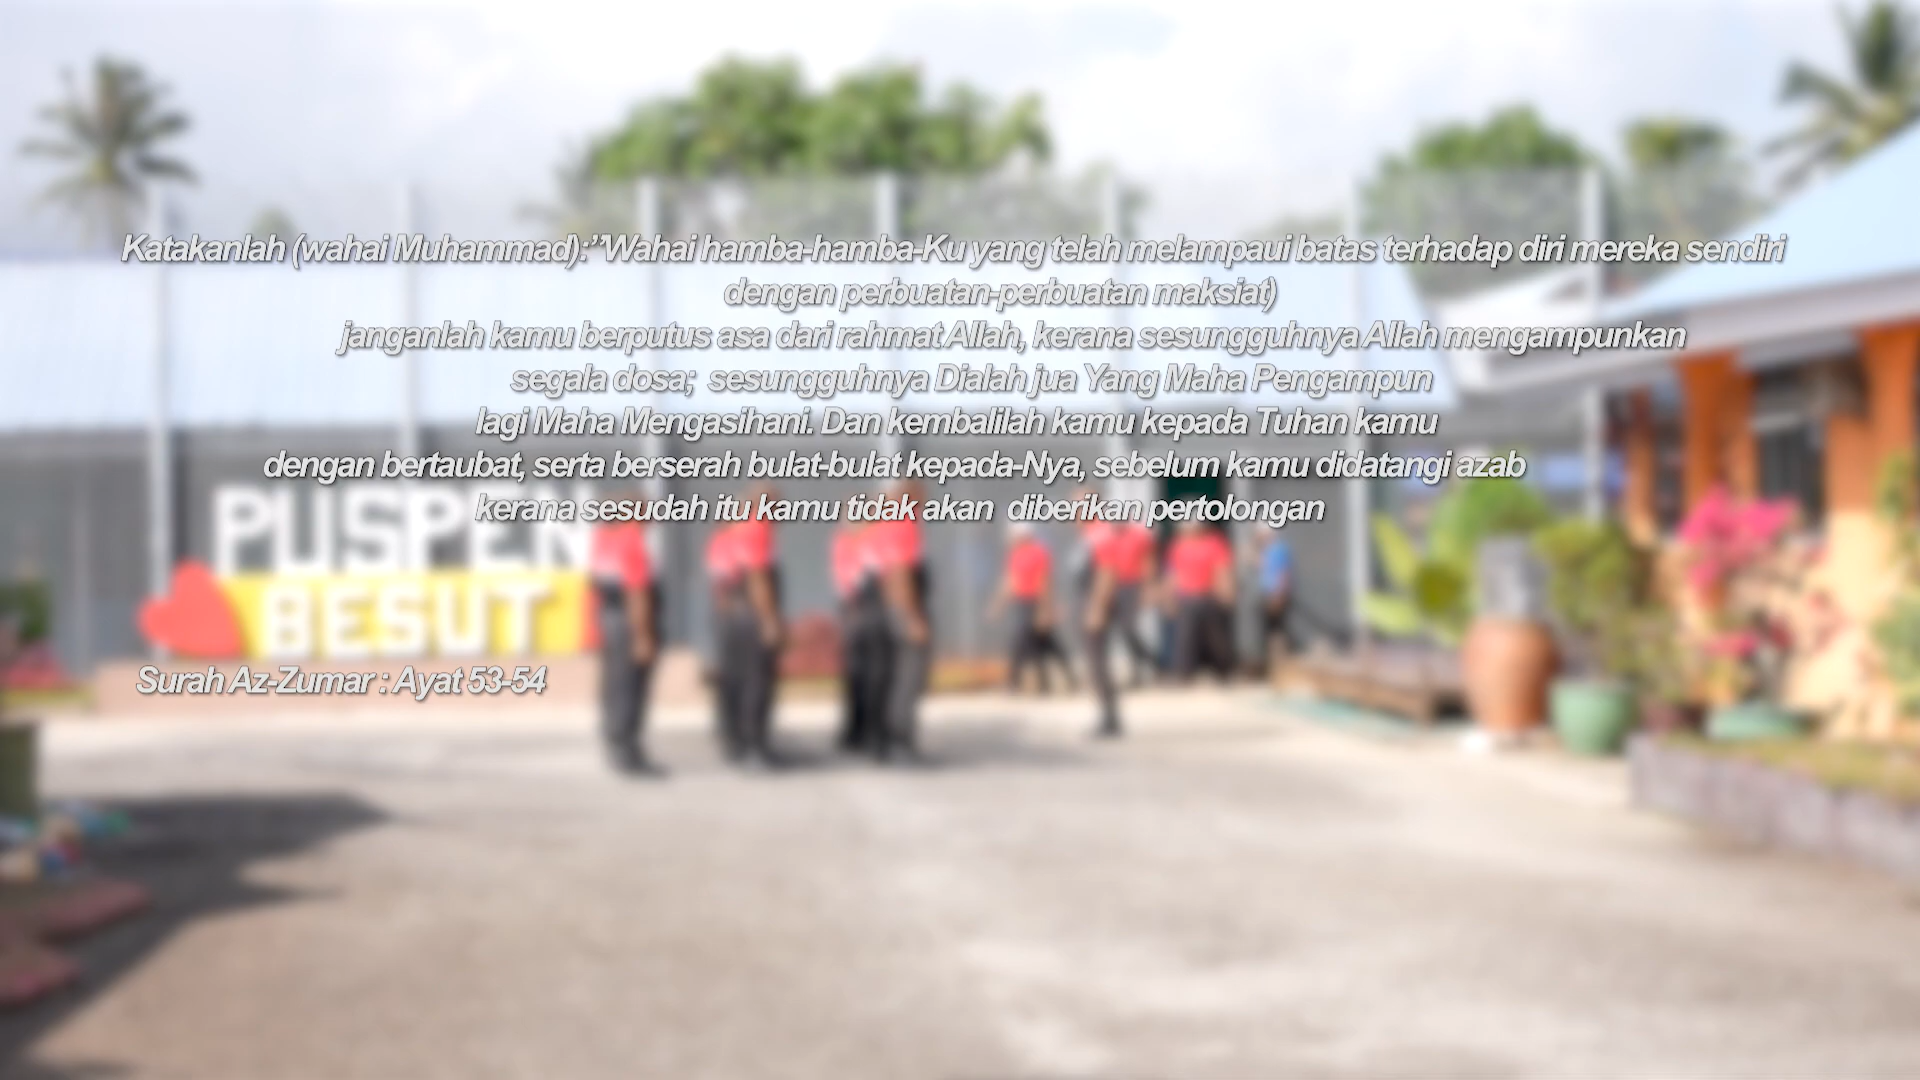 Katakanlah (wahai Muhammad):”Wahai hamba-hamba-Ku yang telah melampaui batas terhadap diri mereka sendiri
dengan perbuatan-perbuatan maksiat)
janganlah kamu berputus asa dari rahmat Allah, kerana sesungguhnya Allah mengampunkan
segala dosa;  sesungguhnya Dialah jua Yang Maha Pengampun
lagi Maha Mengasihani. Dan kembalilah kamu kepada Tuhan kamu
dengan bertaubat, serta berserah bulat-bulat kepada-Nya, sebelum kamu didatangi azab
kerana sesudah itu kamu tidak akan  diberikan pertolongan
PUSPEN
BESUT
Surah Az-Zumar : Ayat 53-54